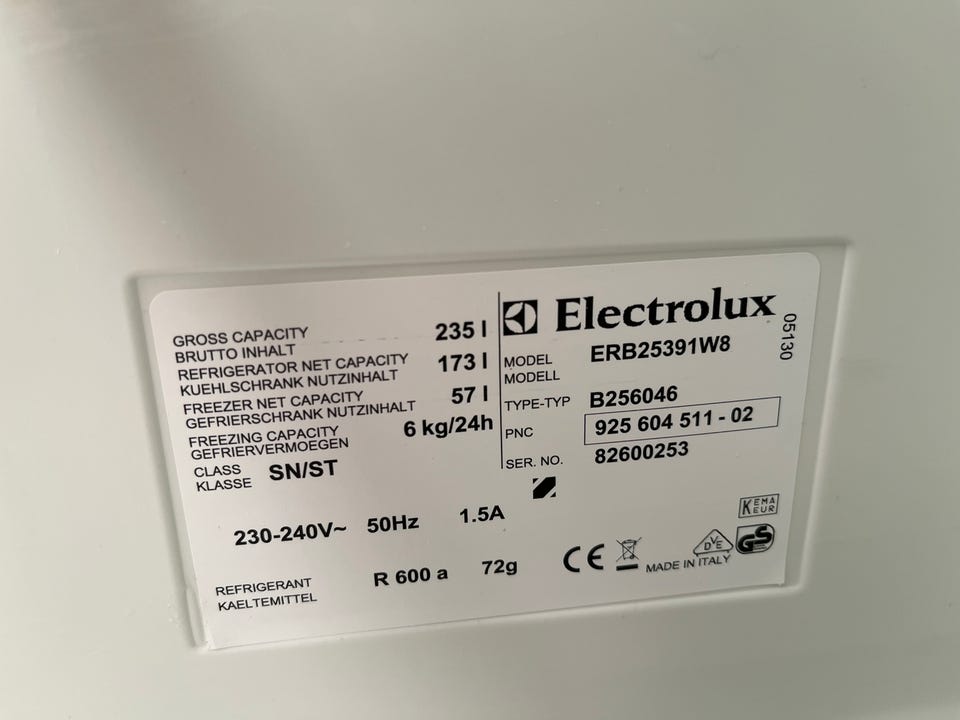 GROSS CAPACITY 235 l
BRUTTO INHALT
REFRIGERATOR NET CAPACITY 173 l
KUEHLSCHRANK NUTZINHALT
FREEZER NET CAPACITY 57 l
GEFRIERSCHRANK NUTZINHALT
FREEZING CAPACITY 6 kg/24h
GEFRIERVERMOEGEN
CLASS SN/ST
KLASSE
Electrolux
05130
MODEL ERB25391W8
MODELL
TYPE-TYP B256046
PNC 925 604 511 - 02
SER. NO. 82600253
230-240V~ 50Hz 1.5A
REFRIGERANT R 600 a 72g
KAELTEMITTEL
KEMA
KEUR
CE
DVE
GS
MADE IN ITALY